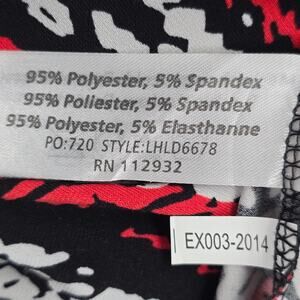 95% Polyester, 5% Spandex
95% Poliester, 5% Spandex
95% Polyester, 5% Elasthanne
PO:720 STYLE:LHLD6678
RN 112932
EX003-2014